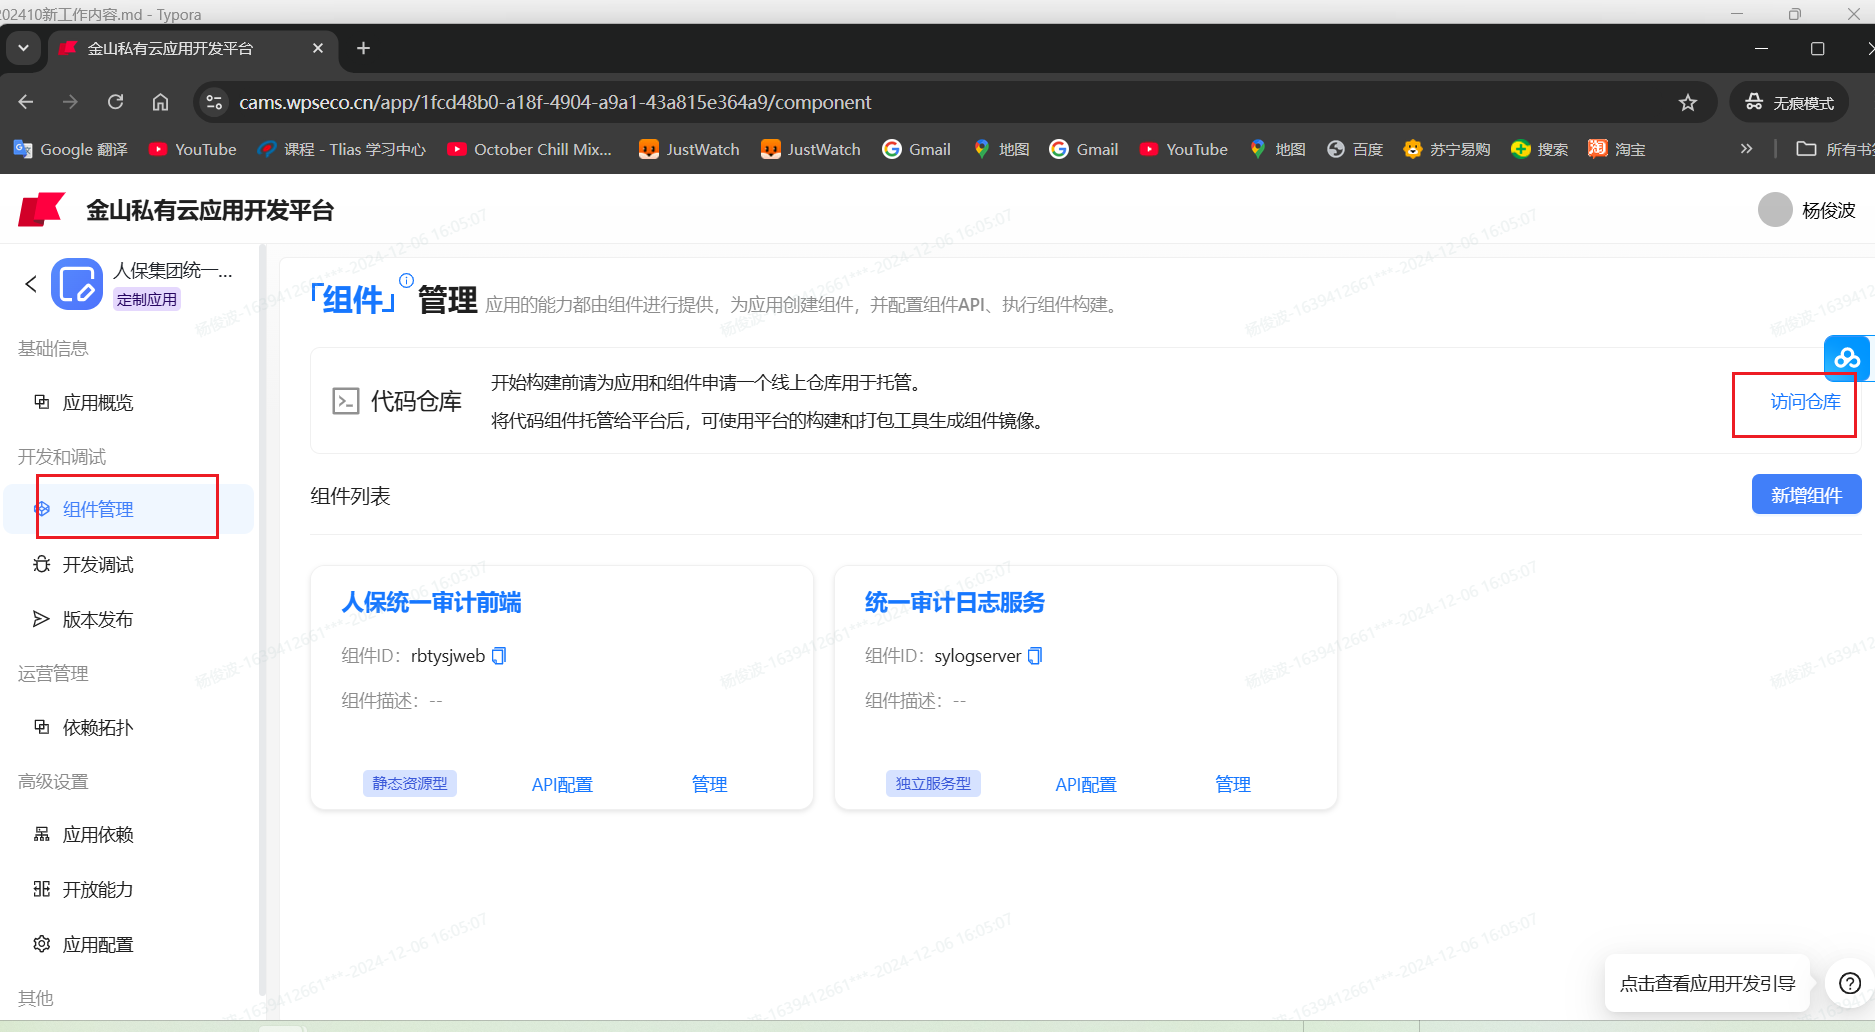 202410新工作内容.md - Typora
金山私有云应用开发平台
cams.wpseco.cn/app/1fcd48b0-a18f-4904-a9a1-43a815e364a9/component
无痕模式
Google 翻译 YouTube 课程 - Tlias 学习中心 October Chill Mix... JustWatch JustWatch Gmail 地图 Gmail YouTube 地图 百度 苏宁易购 搜索 淘宝 所有书签
金山私有云应用开发平台
杨俊波
人保集团统一...
定制应用
基础信息
应用概览
开发和调试
组件管理
开发调试
版本发布
运营管理
依赖拓扑
高级设置
应用依赖
开放能力
应用配置
其他
「组件」管理 应用的能力都由组件进行提供，为应用创建组件，并配置组件API、执行组件构建。
代码仓库
开始构建前请为应用和组件申请一个线上仓库用于托管。
将代码组件托管给平台后，可使用平台的构建和打包工具生成组件镜像。
访问仓库
组件列表
新增组件
人保统一审计前端
组件ID：rbtysjweb
组件描述：--
静态资源型 API配置 管理
统一审计日志服务
组件ID：sylogserver
组件描述：--
独立服务型 API配置 管理
点击查看应用开发引导
杨俊波-1639412661***-2024-12-06 16:05:07